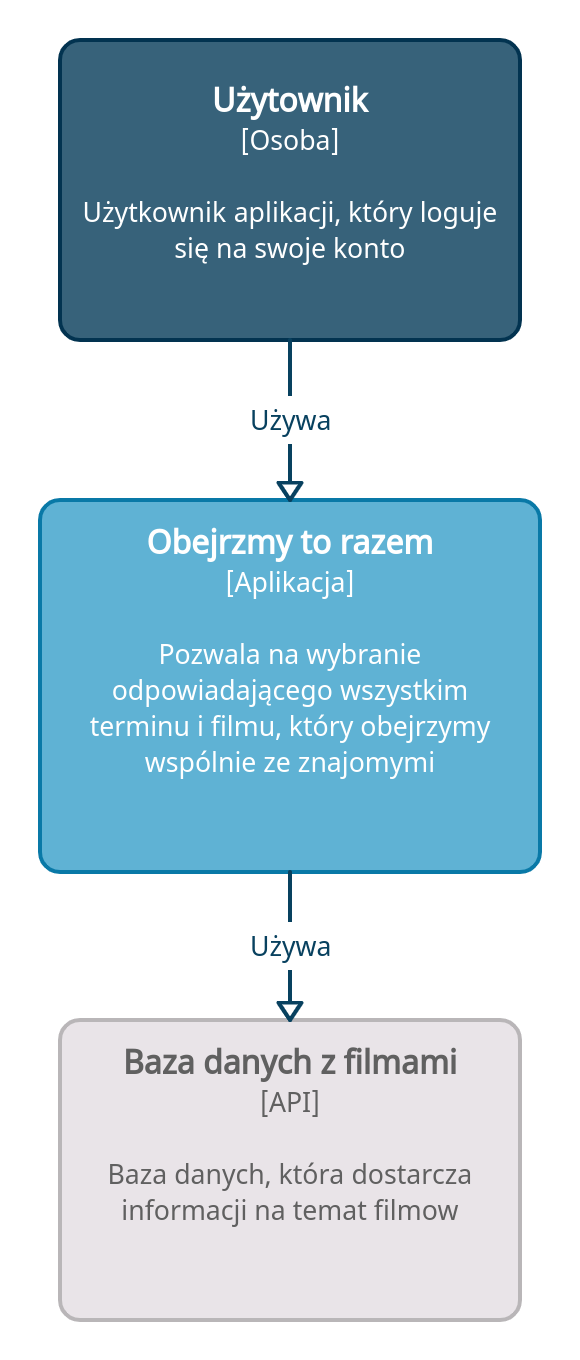 Użytownik
[Osoba]
Użytkownik aplikacji, który loguje
się na swoje konto
Używa
Obejrzmy to razem
[Aplikacja]
Pozwala na wybranie
odpowiadającego wszystkim
terminu i filmu, który obejrzymy
wspólnie ze znajomymi
Używa
Baza danych z filmami
[API]
Baza danych, która dostarcza
informacji na temat filmow